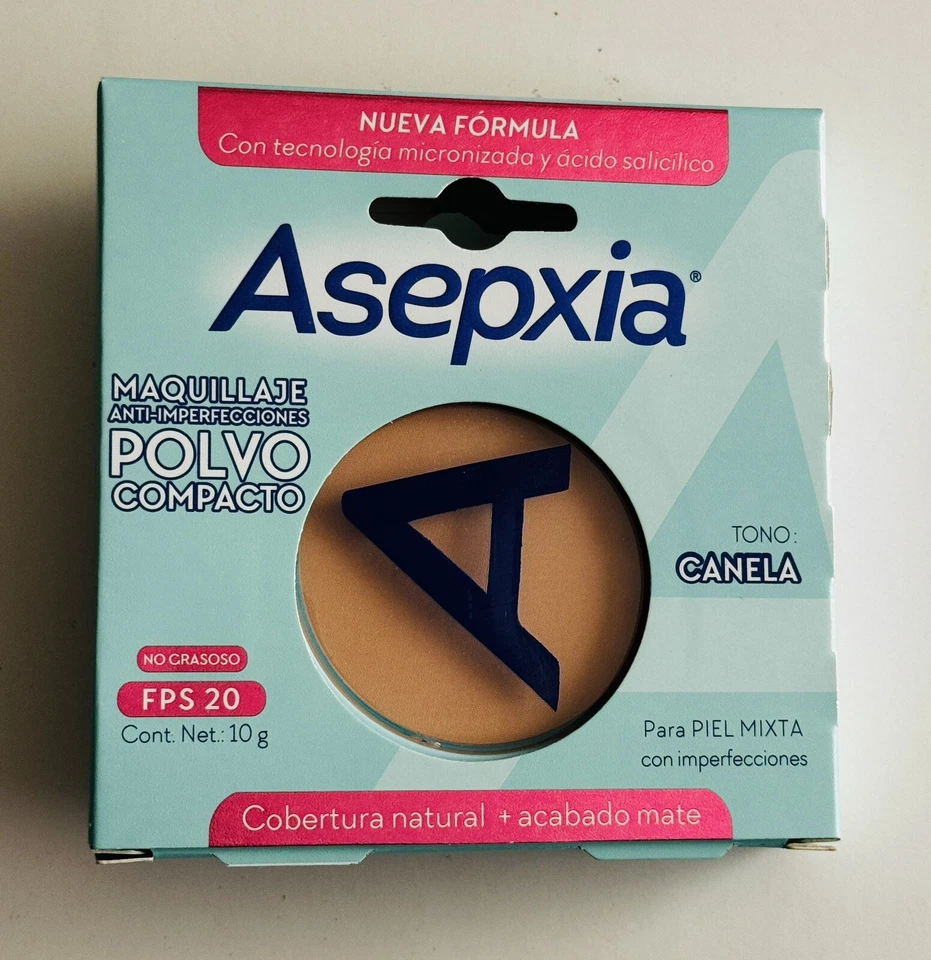 NUEVA FÓRMULA
Con tecnología micronizada y ácido salicílico
Asepxia®
MAQUILLAJE
ANTI-IMPERFECCIONES
POLVO
COMPACTO
A
TONO:
CANELA
NO GRASOSO
FPS 20
Cont. Net.: 10 g
Para PIEL MIXTA
con imperfecciones
Cobertura natural + acabado mate